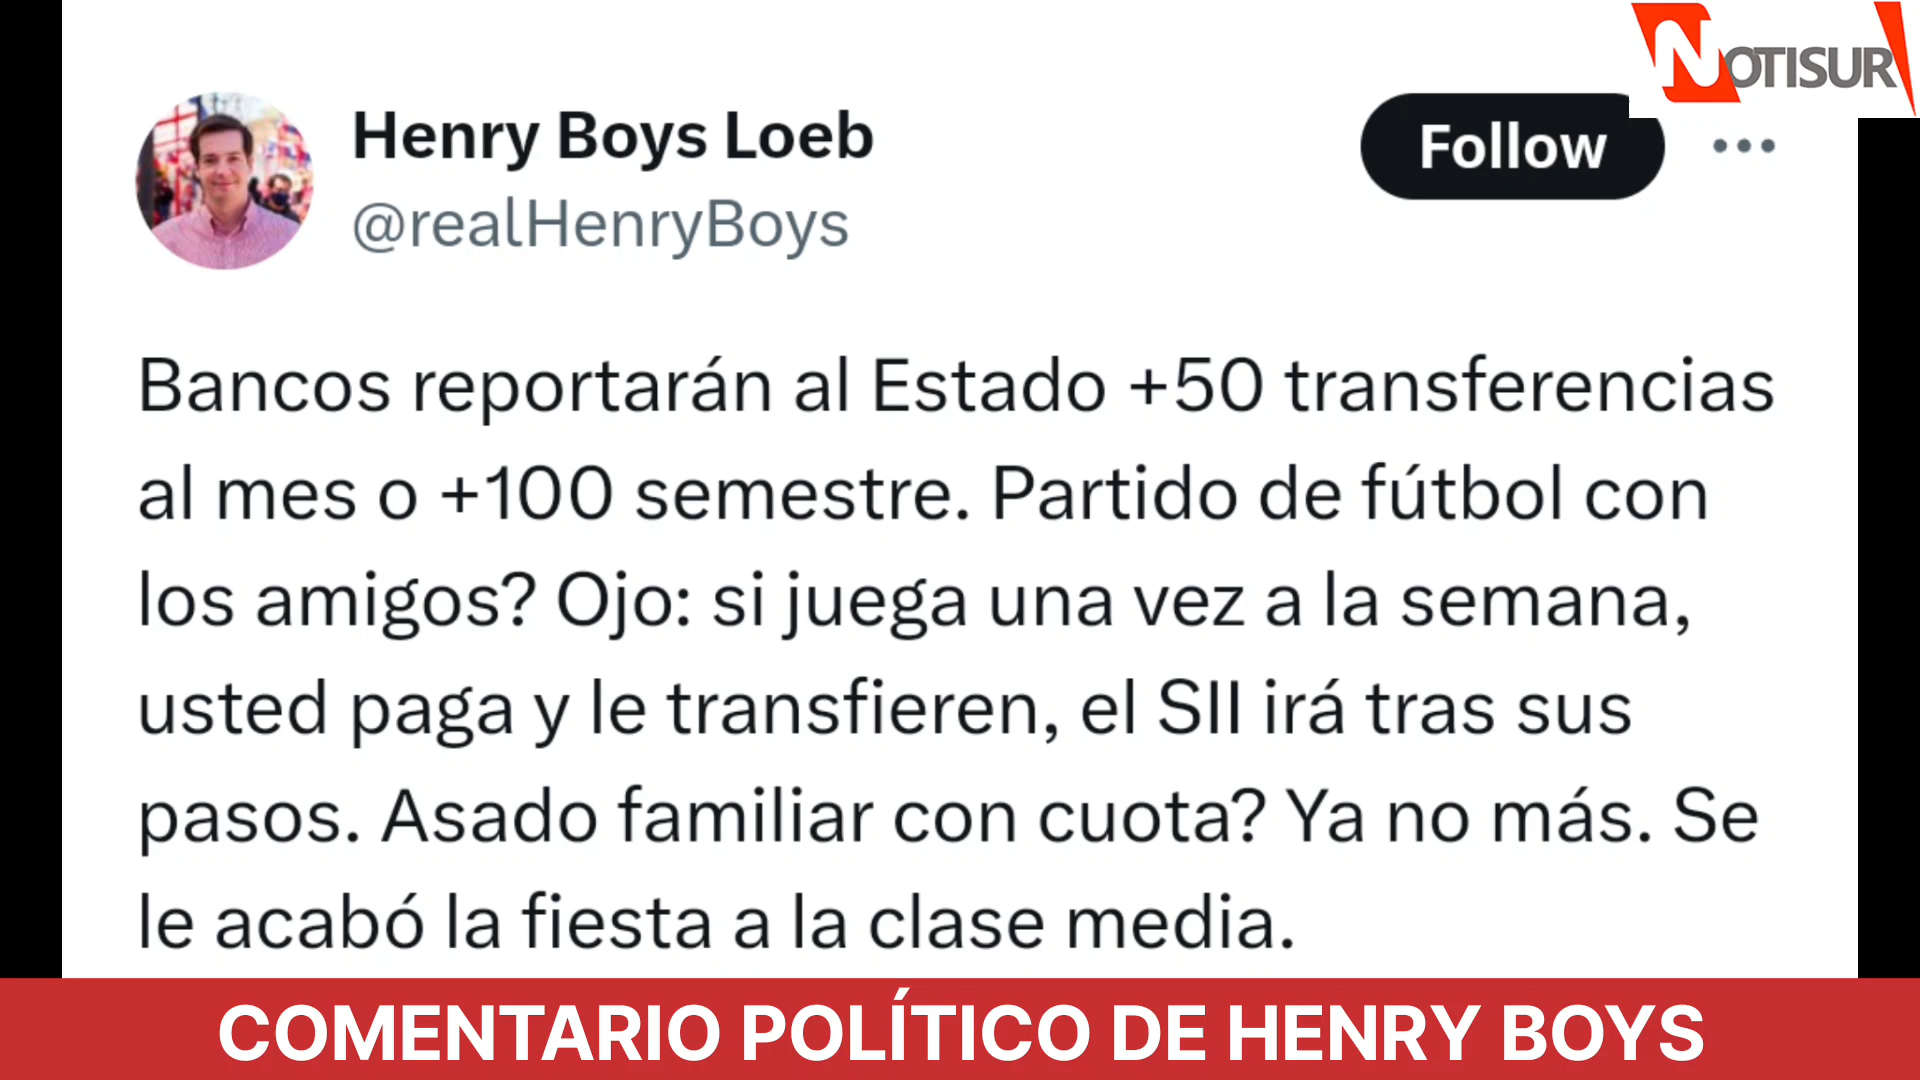 NOTISUR
Henry Boys Loeb
Follow
@realHenryBoys
Bancos reportarán al Estado +50 transferencias
al mes o +100 semestre. Partido de fútbol con
los amigos? Ojo: si juega una vez a la semana,
usted paga y le transfieren, el SII irá tras sus
pasos. Asado familiar con cuota? Ya no más. Se
le acabó la fiesta a la clase media.
COMENTARIO POLÍTICO DE HENRY BOYS